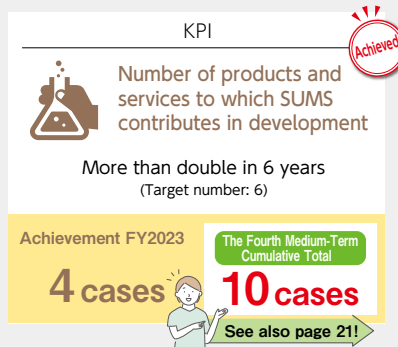 KPI
Achieved
Number of products and
services to which SUMS
contributes in development
More than double in 6 years
(Target number: 6)
Achievement FY2023
4 cases
The Fourth Medium-Term
Cumulative Total
10 cases
See also page 21!